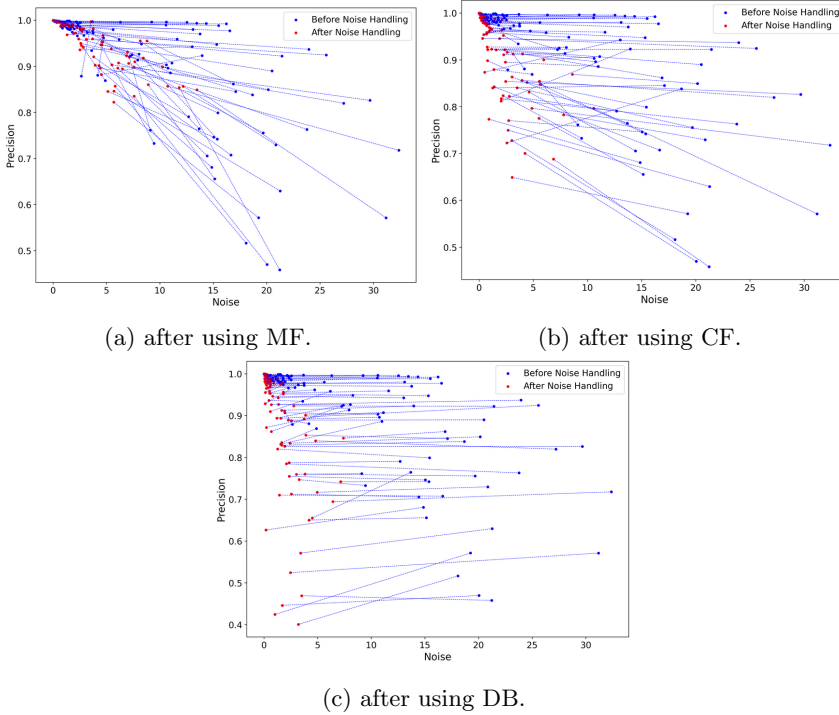 Before Noise Handling
After Noise Handling
1.0
0.9
0.8
0.7
0.6
0.5
Precision
0
5
10
15
20
25
30
Noise
(a) after using MF.
Before Noise Handling
After Noise Handling
1.0
0.9
0.8
0.7
0.6
0.5
Precision
0
5
10
15
20
25
30
Noise
(b) after using CF.
Before Noise Handling
After Noise Handling
1.0
0.9
0.8
0.7
0.6
0.5
0.4
Precision
0
5
10
15
20
25
30
Noise
(c) after using DB.